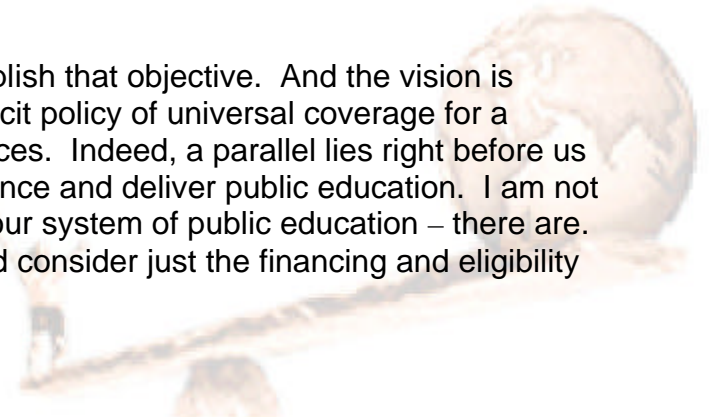 olish that objective.  And the vision is
cit policy of universal coverage for a
ces.  Indeed, a parallel lies right before us
nce and deliver public education.  I am not
our system of public education – there are.
d consider just the financing and eligibility